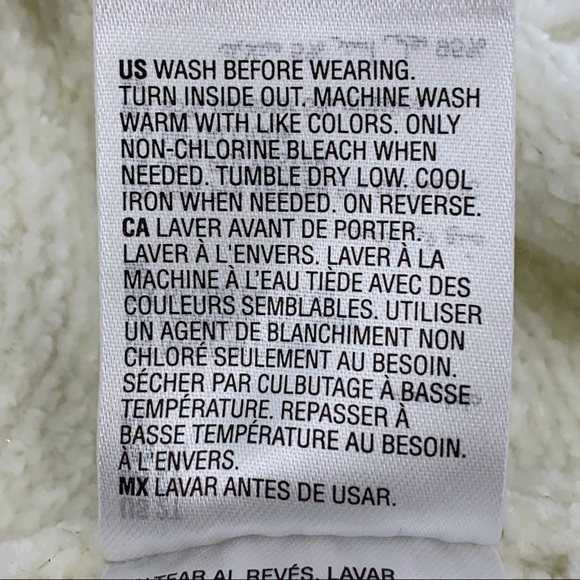 US WASH BEFORE WEARING.
TURN INSIDE OUT. MACHINE WASH
WARM WITH LIKE COLORS. ONLY
NON-CHLORINE BLEACH WHEN
NEEDED. TUMBLE DRY LOW. COOL
IRON WHEN NEEDED. ON REVERSE.
CA LAVER AVANT DE PORTER.
LAVER À L'ENVERS. LAVER À LA
MACHINE À L'EAU TIÈDE AVEC DES
COULEURS SEMBLABLES. UTILISER
UN AGENT DE BLANCHIMENT NON
CHLORÉ SEULEMENT AU BESOIN.
SÉCHER PAR CULBUTAGE À BASSE
TEMPÉRATURE. REPASSER À
BASSE TEMPÉRATURE AU BESOIN.
À L'ENVERS.
MX LAVAR ANTES DE USAR.
AL REVÉS. LAVAR